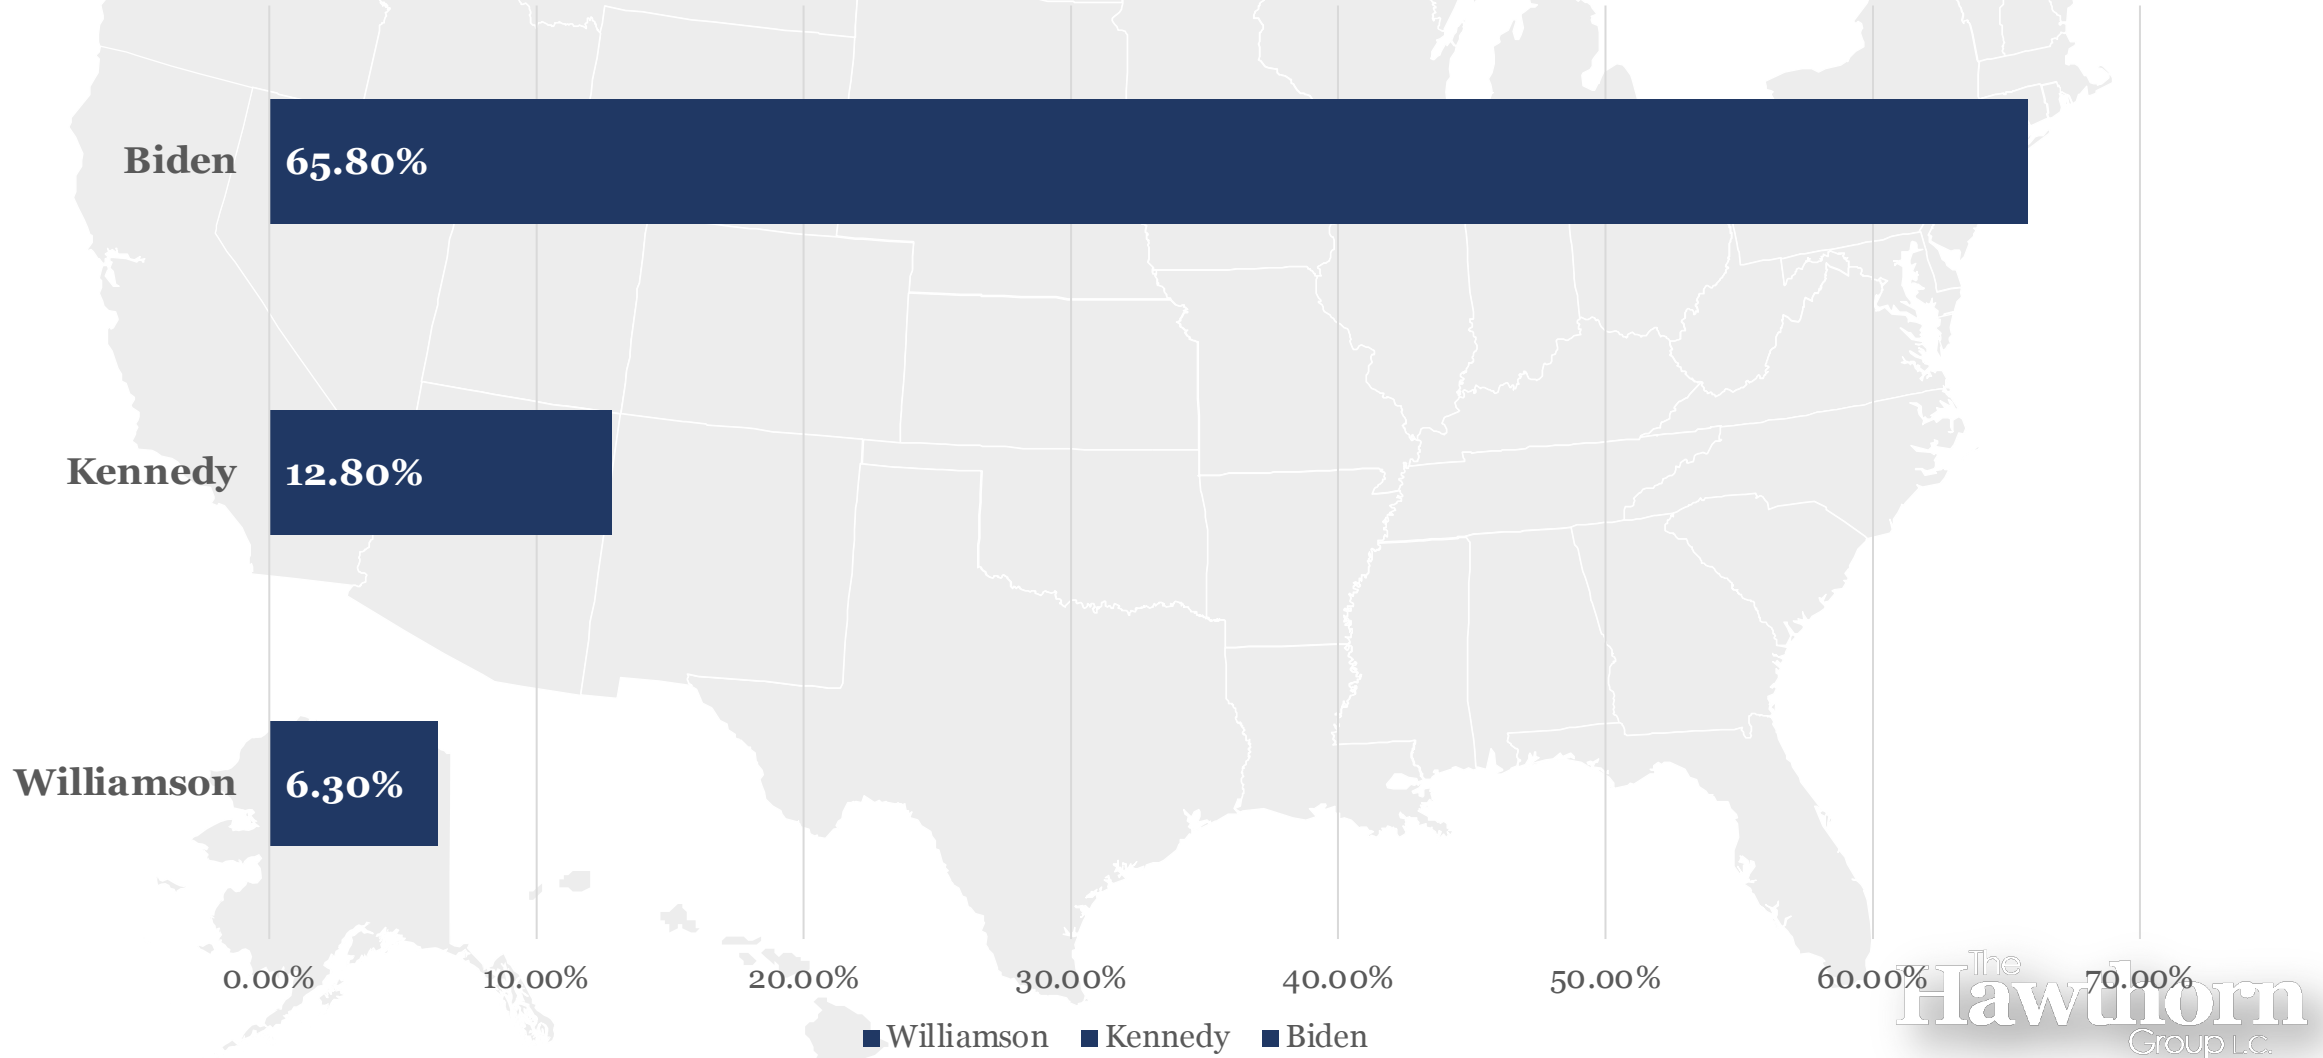 Biden
65.80%
Kennedy
12.80%
Williamson
6.30%
0.00% 10.00% 20.00% 30.00% 40.00% 50.00% 60.00% 70.00%
Williamson Kennedy Biden
The
Hawthorn
Group L.C.